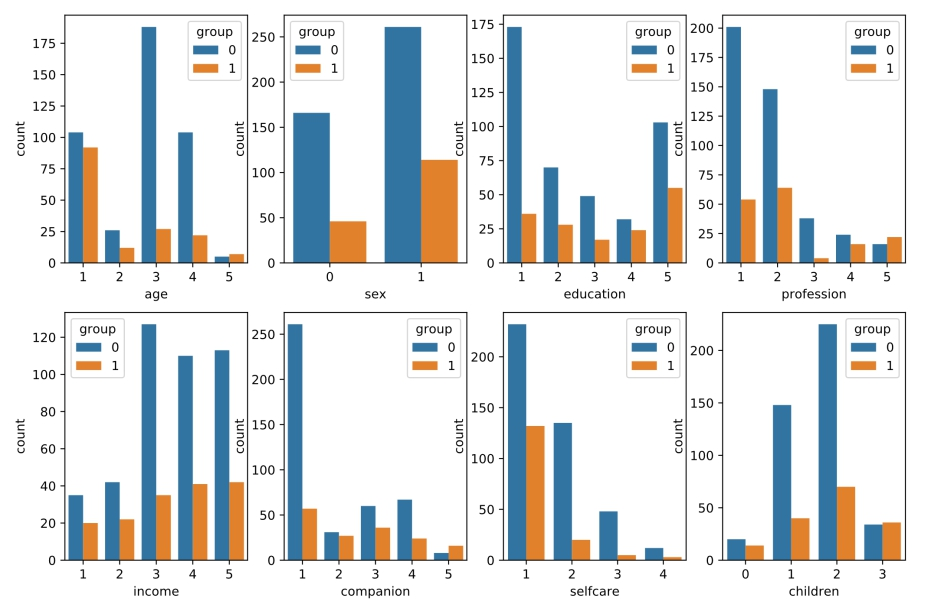 group
0
1
175
150
125
100
75
50
25
0
count
1 2 3 4 5
age
group
0
1
250
200
150
100
50
0
count
0 1
sex
group
0
1
175
150
125
100
75
50
25
0
count
1 2 3 4 5
education
group
0
1
200
175
150
125
100
75
50
25
0
count
1 2 3 4 5
profession
group
0
1
120
100
80
60
40
20
0
count
1 2 3 4 5
income
group
0
1
250
200
150
100
50
0
count
1 2 3 4 5
companion
group
0
1
200
150
100
50
0
count
1 2 3 4
selfcare
group
0
1
200
150
100
50
0
count
0 1 2 3
children